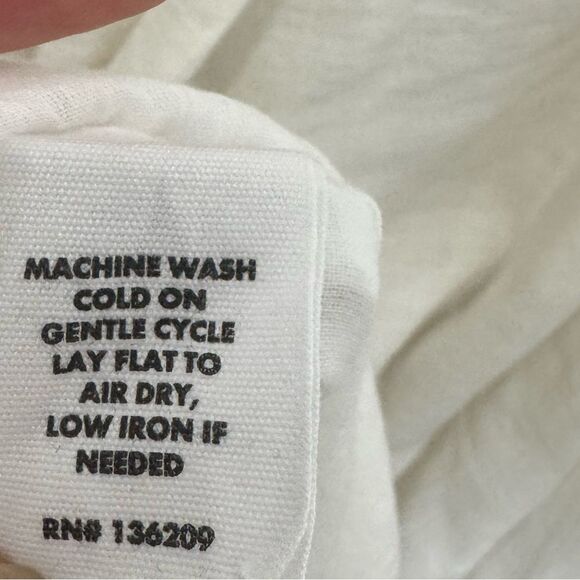 MACHINE WASH
COLD ON
GENTLE CYCLE
LAY FLAT TO
AIR DRY,
LOW IRON IF
NEEDED
RN# 136209